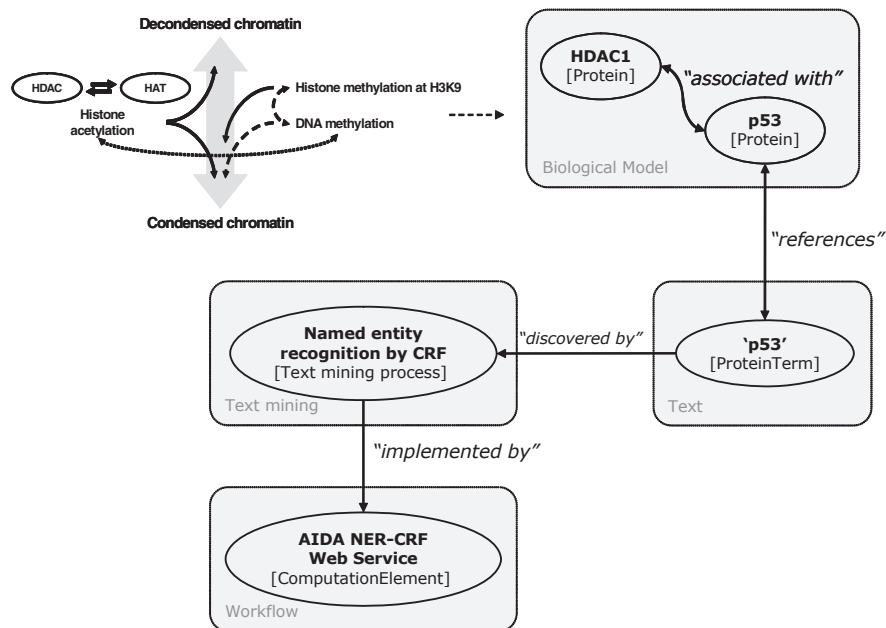 Decondensed chromatin
HDAC
HAT
Histone
acetylation
Histone methylation at H3K9
DNA methylation
Condensed chromatin
HDAC1
[Protein]
“associated with”
p53
[Protein]
Biological Model
“references”
‘p53’
[ProteinTerm]
Text
“discovered by”
Named entity
recognition by CRF
[Text mining process]
Text mining
“implemented by”
AIDA NER-CRF
Web Service
[ComputationElement]
Workflow